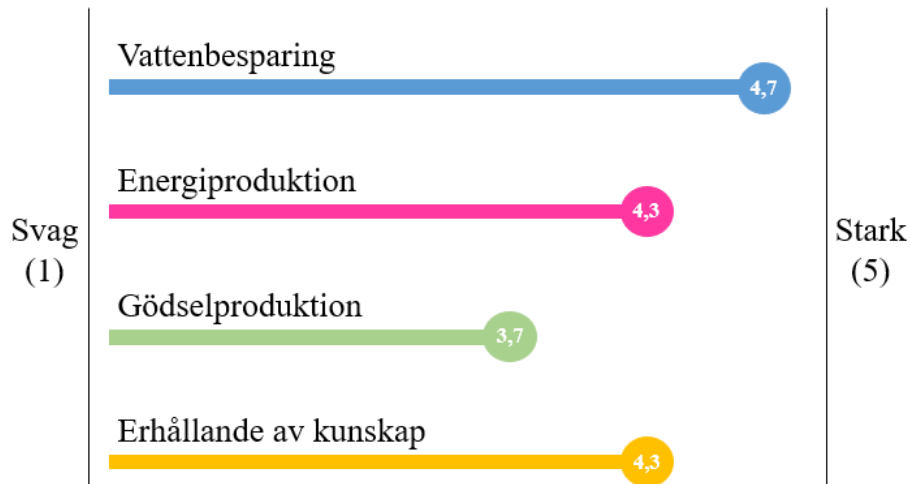 Vattenbesparing
4,7
Energiproduktion
4,3
Svag
(1)
Stark
(5)
Gödselproduktion
3,7
Erhållande av kunskap
4,3